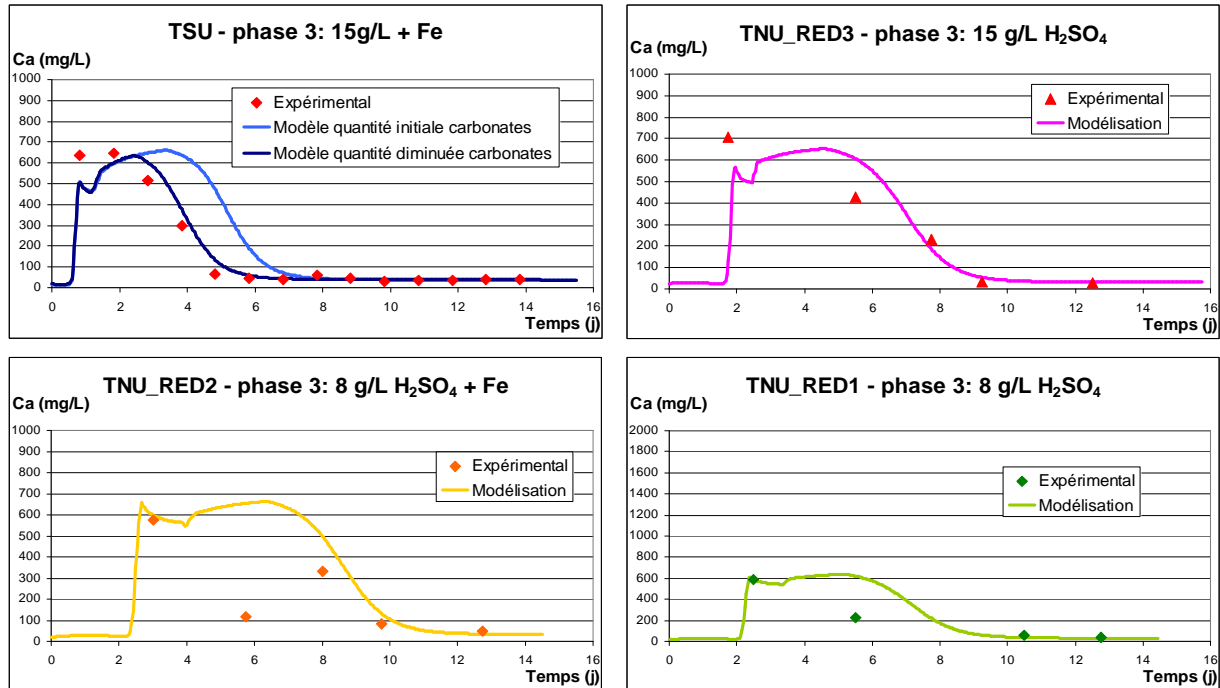 TSU - phase 3: 15g/L + Fe
Ca (mg/L)
1000
900
800
700
600
500
400
300
200
100
0
Expérimental
Modèle quantité initiale carbonates
Modèle quantité diminuée carbonates
0 2 4 6 8 10 12 14 16
Temps (j)
TNU_RED3 - phase 3: 15 g/L H₂SO₄
Ca (mg/L)
1000
900
800
700
600
500
400
300
200
100
0
Expérimental
Modélisation
0 2 4 6 8 10 12 14 16
Temps (j)
TNU_RED2 - phase 3: 8 g/L H₂SO₄ + Fe
Ca (mg/L)
1000
900
800
700
600
500
400
300
200
100
0
Expérimental
Modélisation
0 2 4 6 8 10 12 14 16
Temps (j)
TNU_RED1 - phase 3: 8 g/L H₂SO₄
Ca (mg/L)
2000
1800
1600
1400
1200
1000
800
600
400
200
0
Expérimental
Modélisation
0 2 4 6 8 10 12 14 16
Temps (j)